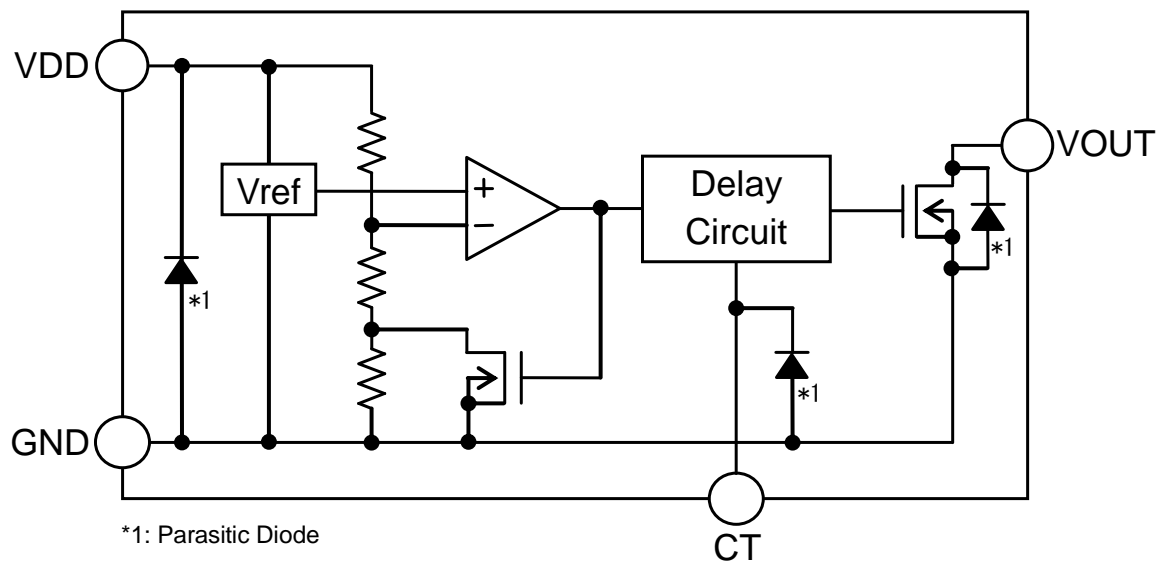 VDD
VOUT
Vref
+
−
Delay
Circuit
*1
*1
*1
GND
CT
*1: Parasitic Diode